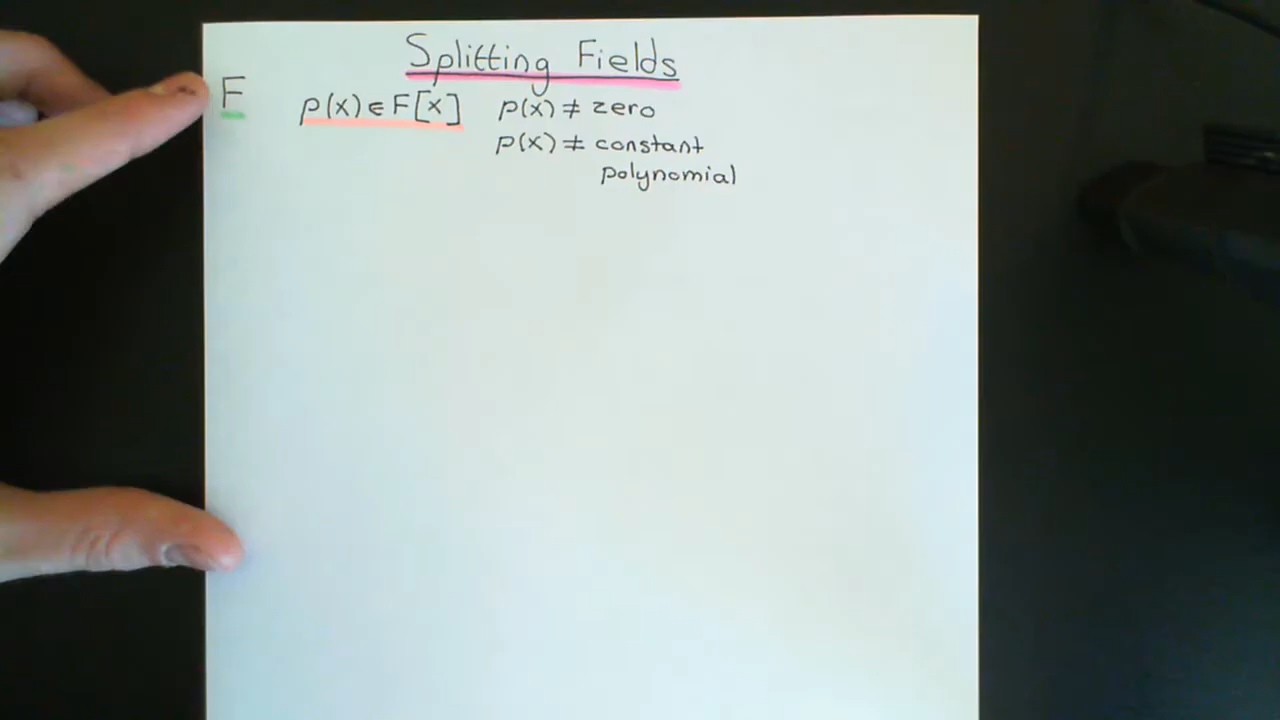 Splitting Fields
F p(x) ∈ F[x] p(x) ≠ zero
p(x) ≠ constant
polynomial